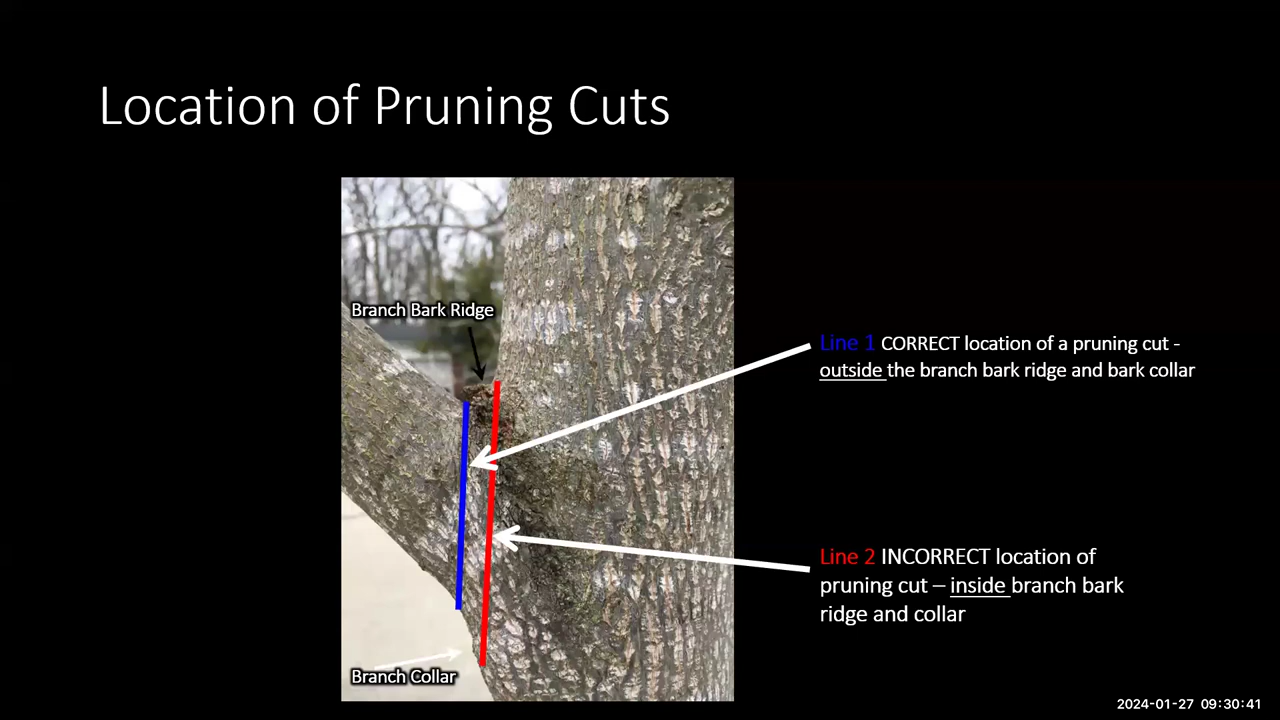 Location of Pruning Cuts
Branch Bark Ridge
Line 1 CORRECT location of a pruning cut -
outside the branch bark ridge and bark collar
Line 2 INCORRECT location of
pruning cut – inside branch bark
ridge and collar
Branch Collar
2024-01-27 09:30:41